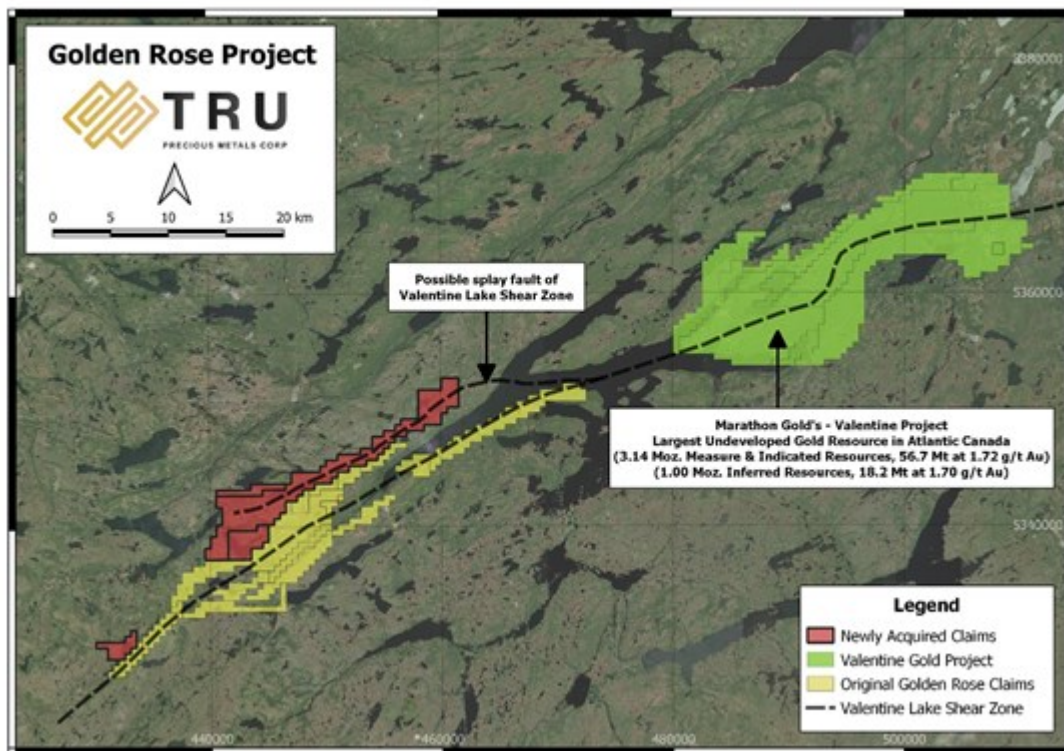 Golden Rose Project
TRU
PRECIOUS METALS CORP
0 5 10 15 20 km
5380000
Possible splay fault of
Valentine Lake Shear Zone
5360000
Marathon Gold's - Valentine Project
Largest Undeveloped Gold Resource in Atlantic Canada
(3.14 Moz. Measure & Indicated Resources, 56.7 Mt at 1.72 g/t Au)
(1.00 Moz. Inferred Resources, 18.2 Mt at 1.70 g/t Au)
5340000
Legend
Newly Acquired Claims
Valentine Gold Project
Original Golden Rose Claims
Valentine Lake Shear Zone
440000 460000 480000 500000